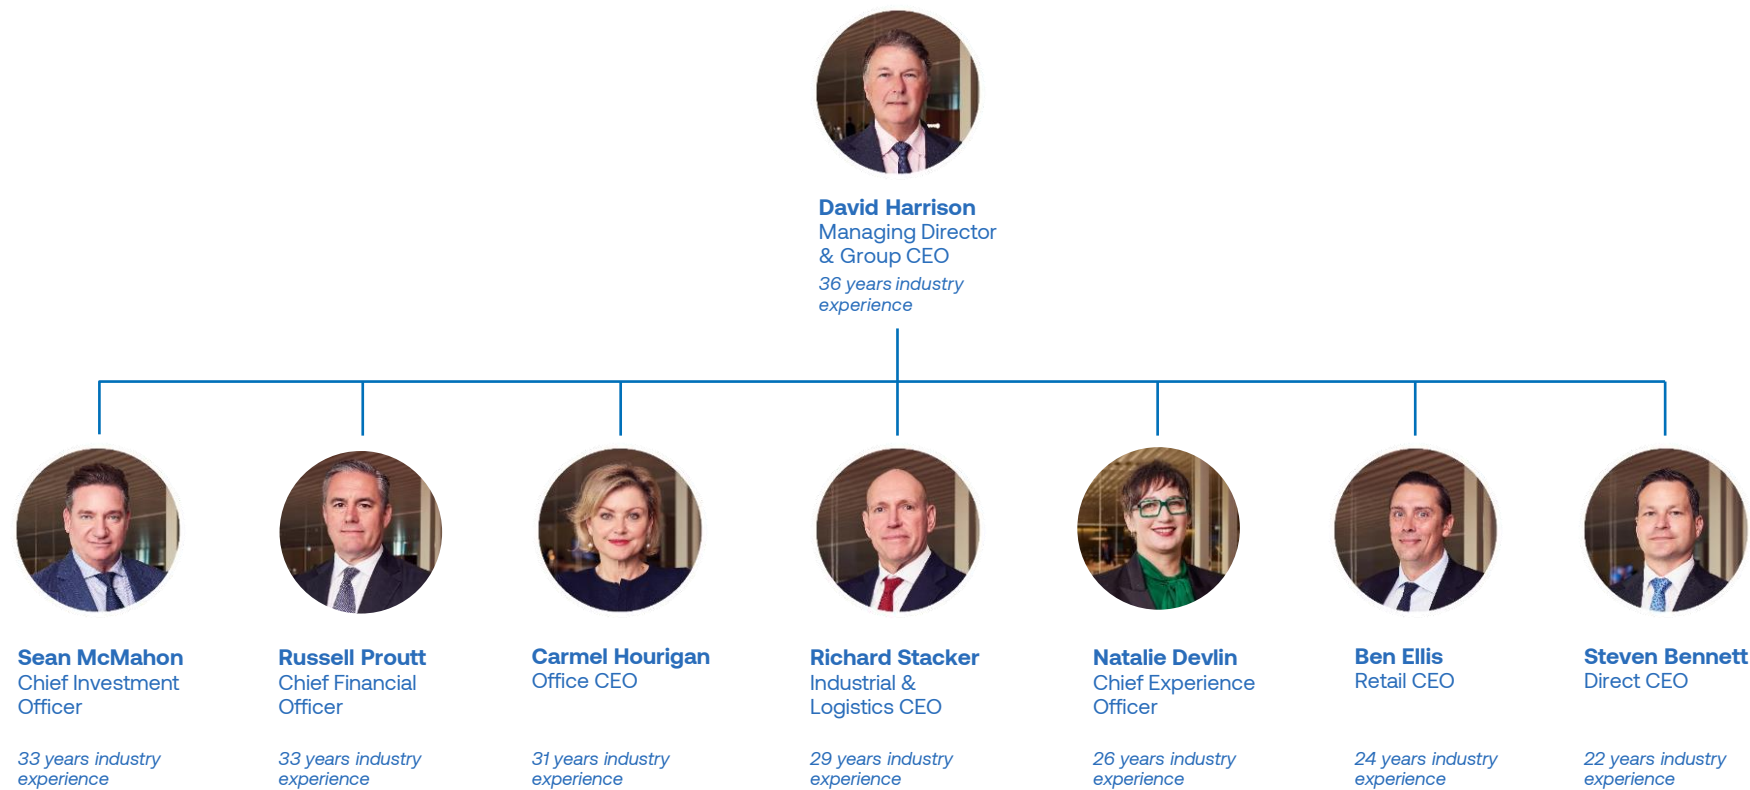 David Harrison
Managing Director
& Group CEO
36 years industry
experience
Sean McMahon
Chief Investment
Officer
33 years industry
experience
Russell Proutt
Chief Financial
Officer
33 years industry
experience
Carmel Hourigan
Office CEO
31 years industry
experience
Richard Stacker
Industrial &
Logistics CEO
29 years industry
experience
Natalie Devlin
Chief Experience
Officer
26 years industry
experience
Ben Ellis
Retail CEO
24 years industry
experience
Steven Bennett
Direct CEO
22 years industry
experience